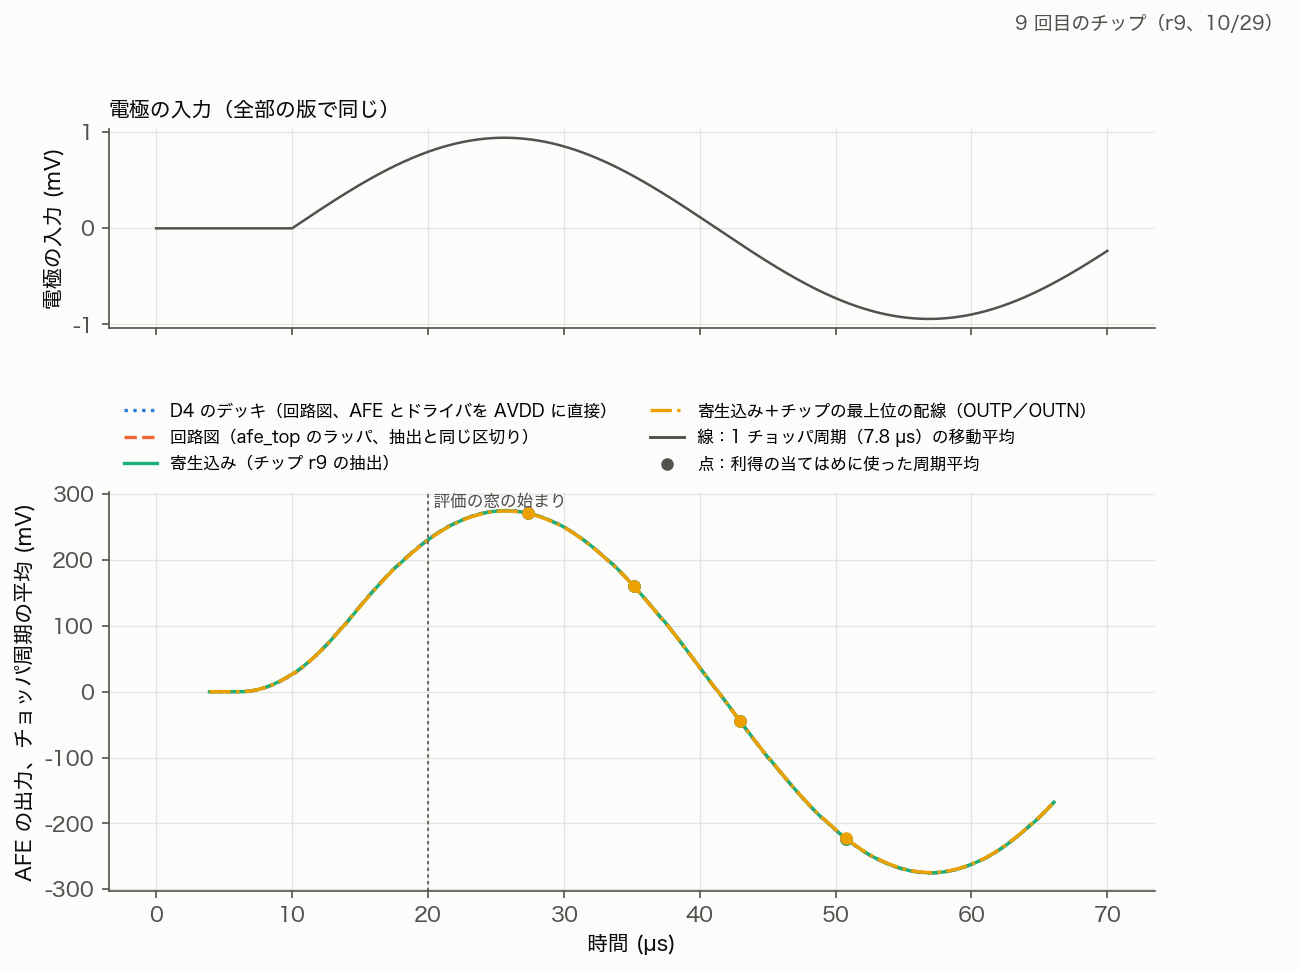 9 回目のチップ（r9、10/29）
電極の入力（全部の版で同じ）
電極の入力 (mV)
1
0
-1
D4 のデッキ（回路図、AFE とドライバを AVDD に直接）
回路図（afe_top のラッパ、抽出と同じ区切り）
寄生込み（チップ r9 の抽出）
寄生込み＋チップの最上位の配線（OUTP／OUTN）
線：1 チョッパ周期（7.8 µs）の移動平均
点：利得の当てはめに使った周期平均
AFE の出力、チョッパ周期の平均 (mV)
300
200
100
0
-100
-200
-300
評価の窓の始まり
0 10 20 30 40 50 60 70
時間 (µs)